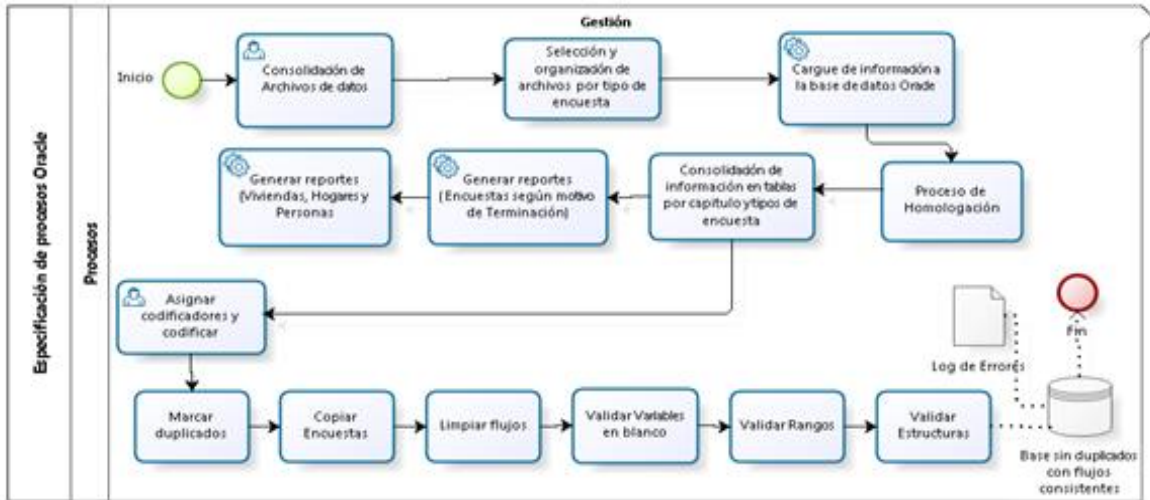 Gestión
Especificación de procesos Oracle
Procesos
Inicio
Consolidación de
Archivos de datos
Selección y
organización de
archivos por tipo de
encuesta
Cargue de información a
la base de datos Oracle
Proceso de
Homologación
Consolidación de
información en tablas
por capítulo y tipos de
encuesta
Generar reportes
(Encuestas según motivo
de Terminación)
Generar reportes
(Viviendas, Hogares y
Personas
Asignar
codificadores y
codificar
Marcar
duplicados
Copiar
Encuestas
Limpiar flujos
Validar Variables
en blanco
Validar Rangos
Validar
Estructuras
Log de Errores
Fin
Base sin duplicados
con flujos
consistentes